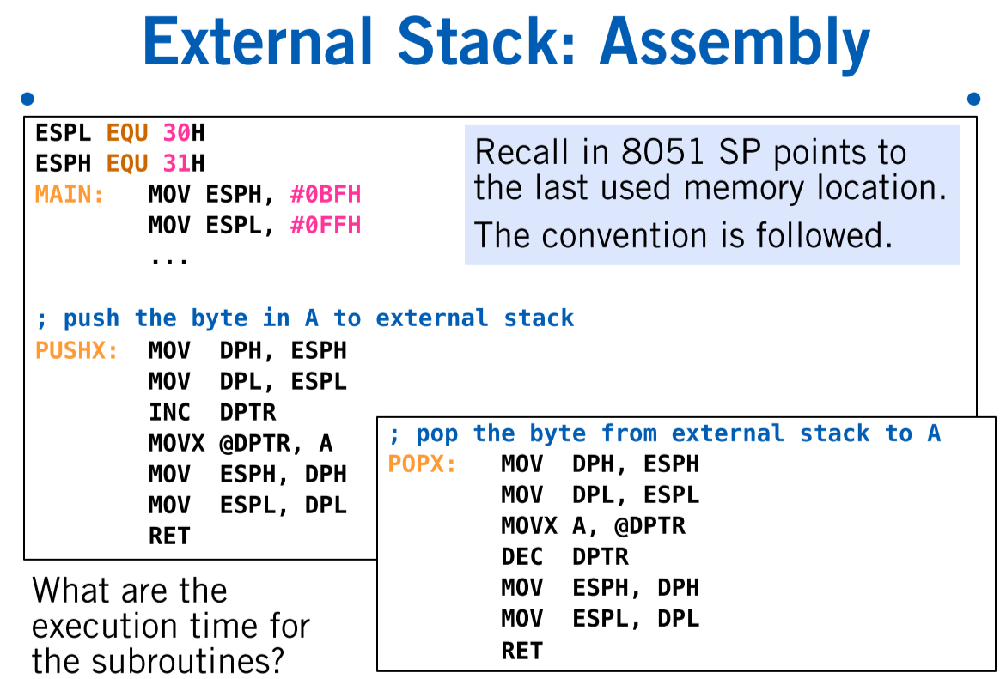 External Stack: Assembly
ESPL EQU 30H
ESPH EQU 31H
MAIN: MOV ESPH, #0BFH
MOV ESPL, #0FFH
...
Recall in 8051 SP points to
the last used memory location.
The convention is followed.
; push the byte in A to external stack
PUSHX: MOV DPH, ESPH
MOV DPL, ESPL
INC DPTR
MOVX @DPTR, A
MOV ESPH, DPH
MOV ESPL, DPL
RET
; pop the byte from external stack to A
POPX: MOV DPH, ESPH
MOV DPL, ESPL
MOVX A, @DPTR
DEC DPTR
MOV ESPH, DPH
MOV ESPL, DPL
RET
What are the
execution time for
the subroutines?